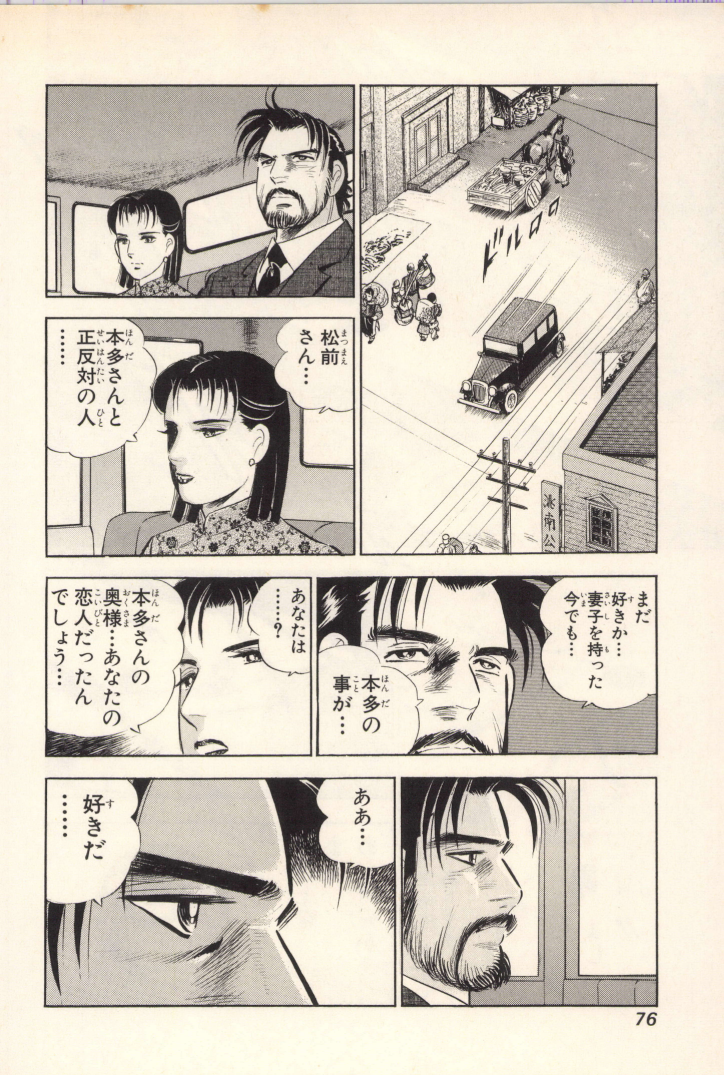 ドルロロ
洮南公
松前
さん…
本多さんと
正反対の人
……
まだ
好きか…
妻子を持った
今でも…
本多の
事が…
あなたは
……?
本多さんの
奥様…あなたの
恋人だったん
でしょう…
ああ…
好きだ
……
76